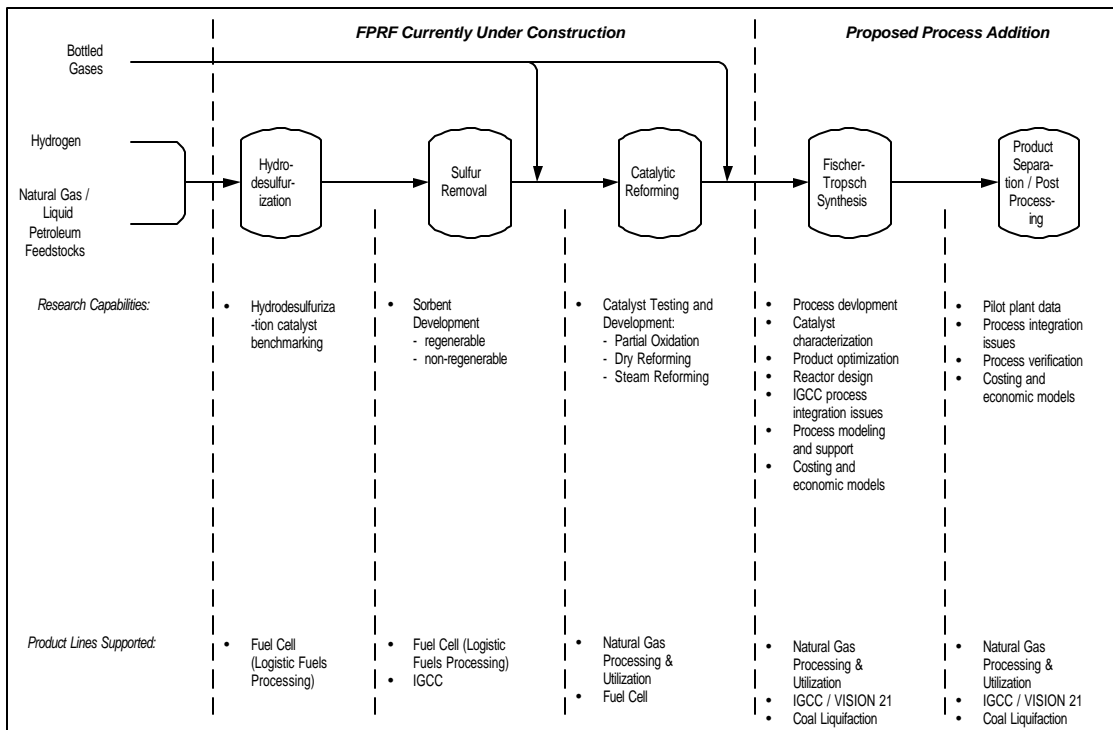 FPRF Currently Under Construction
Proposed Process Addition
Bottled
Gases
Hydrogen
Natural Gas /
Liquid
Petroleum
Feedstocks
Hydro-
desulfur-
ization
Sulfur
Removal
Catalytic
Reforming
Fischer-
Tropsch
Synthesis
Product
Separa-
tion / Post
Process-
ing
Research Capabilities:
• Hydrodesulfuriza
-tion catalyst
benchmarking
• Sorbent
Development
- regenerable
- non-regenerable
• Catalyst Testing and
Development:
- Partial Oxidation
- Dry Reforming
- Steam Reforming
• Process devlopment
• Catalyst
characterization
• Product optimization
• Reactor design
• IGCC process
integration issues
• Process modeling
and support
• Costing and
economic models
• Pilot plant data
• Process integration
issues
• Process verification
• Costing and
economic models
Product Lines Supported:
• Fuel Cell
(Logistic Fuels
Processing)
• Fuel Cell (Logistic
Fuels Processing)
• IGCC
• Natural Gas
Processing &
Utilization
• Fuel Cell
• Natural Gas
Processing &
Utilization
• IGCC / VISION 21
• Coal Liquifaction
• Natural Gas
Processing &
Utilization
• IGCC / VISION 21
• Coal Liquifaction